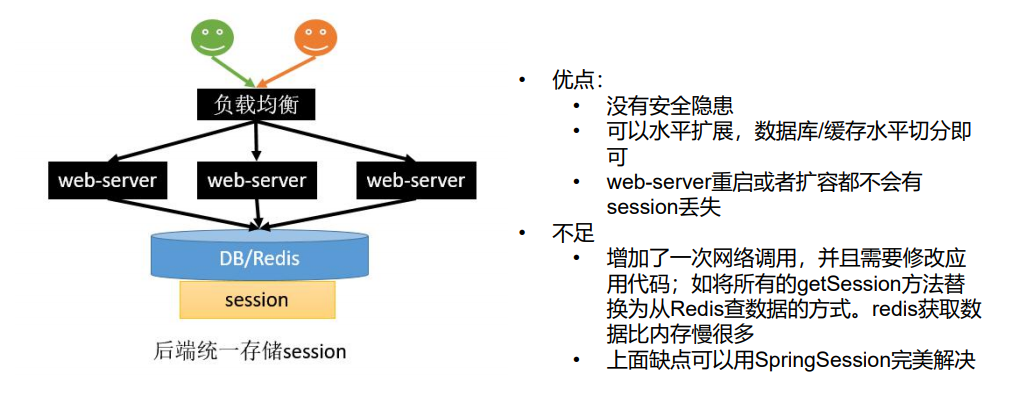 负载均衡
web-server web-server web-server
DB/Redis
session
后端统一存储session
• 优点：
• 没有安全隐患
• 可以水平扩展，数据库/缓存水平切分即
可
• web-server重启或者扩容都不会有
session丢失
• 不足
• 增加了一次网络调用，并且需要修改应
用代码；如将所有的getSession方法替
换为从Redis查数据的方式。redis获取数
据比内存慢很多
• 上面缺点可以用SpringSession完美解决